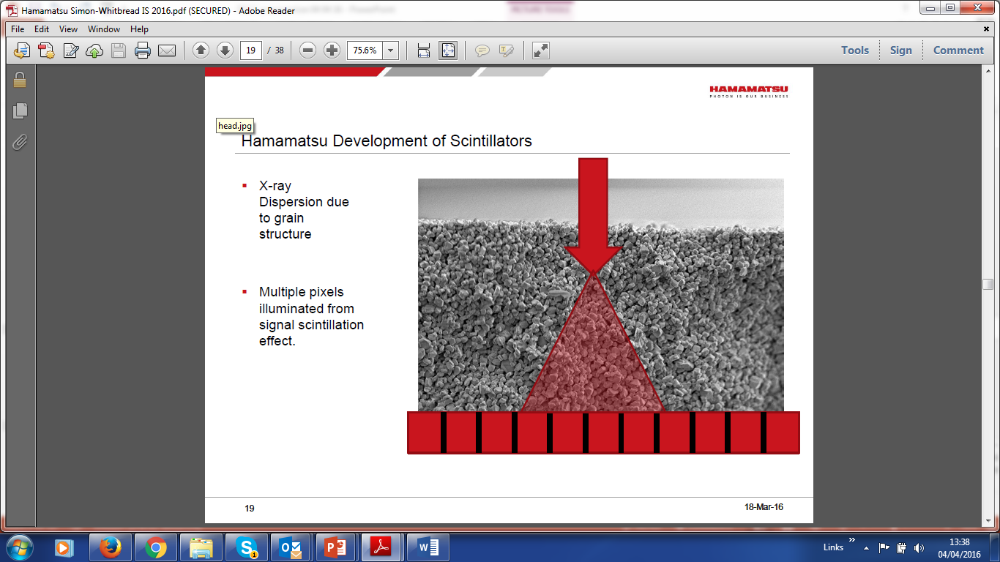 Hamamatsu Simon-Whitbread IS 2016.pdf (SECURED) - Adobe Reader
File Edit View Window Help
19 / 38 75.6% Tools Sign Comment
HAMAMATSU
PHOTON IS OUR BUSINESS
head.jpg
Hamamatsu Development of Scintillators
X-ray
Dispersion due
to grain
structure
Multiple pixels
illuminated from
signal scintillation
effect.
19 18-Mar-16
Links 13:38
04/04/2016